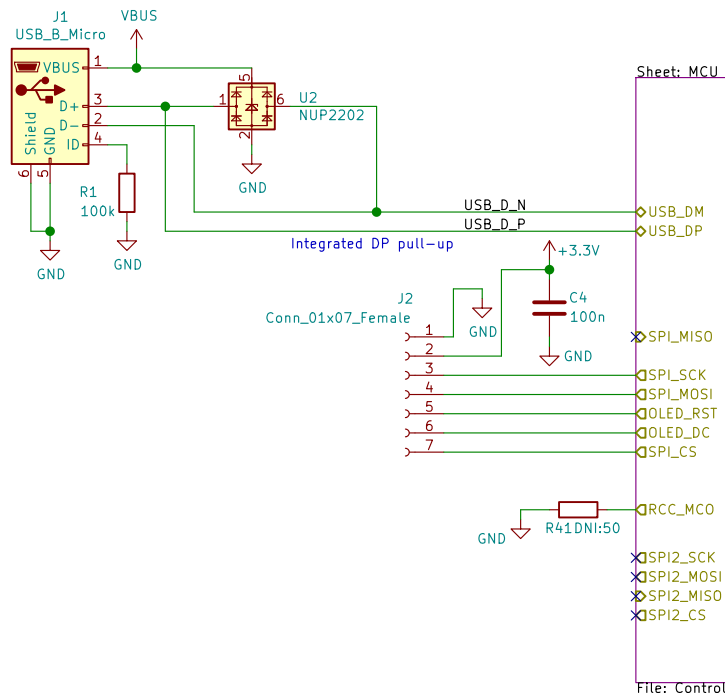 J1
USB_B_Micro
VBUS
VBUS
1
D+
3
D-
2
ID
4
Shield
GND
6
5
GND
R1
100k
GND
5
1
6
2
U2
NUP2202
GND
Sheet: MCU
USB_D_N
USB_DM
USB_D_P
USB_DP
Integrated DP pull-up
+3.3V
J2
Conn_01x07_Female
C4
100n
GND
GND
1
2
3
4
5
6
7
SPI_MISO
SPI_SCK
SPI_MOSI
OLED_RST
OLED_DC
SPI_CS
RCC_MCO
R41DNI:50
GND
SPI2_SCK
SPI2_MOSI
SPI2_MISO
SPI2_CS
File: Control